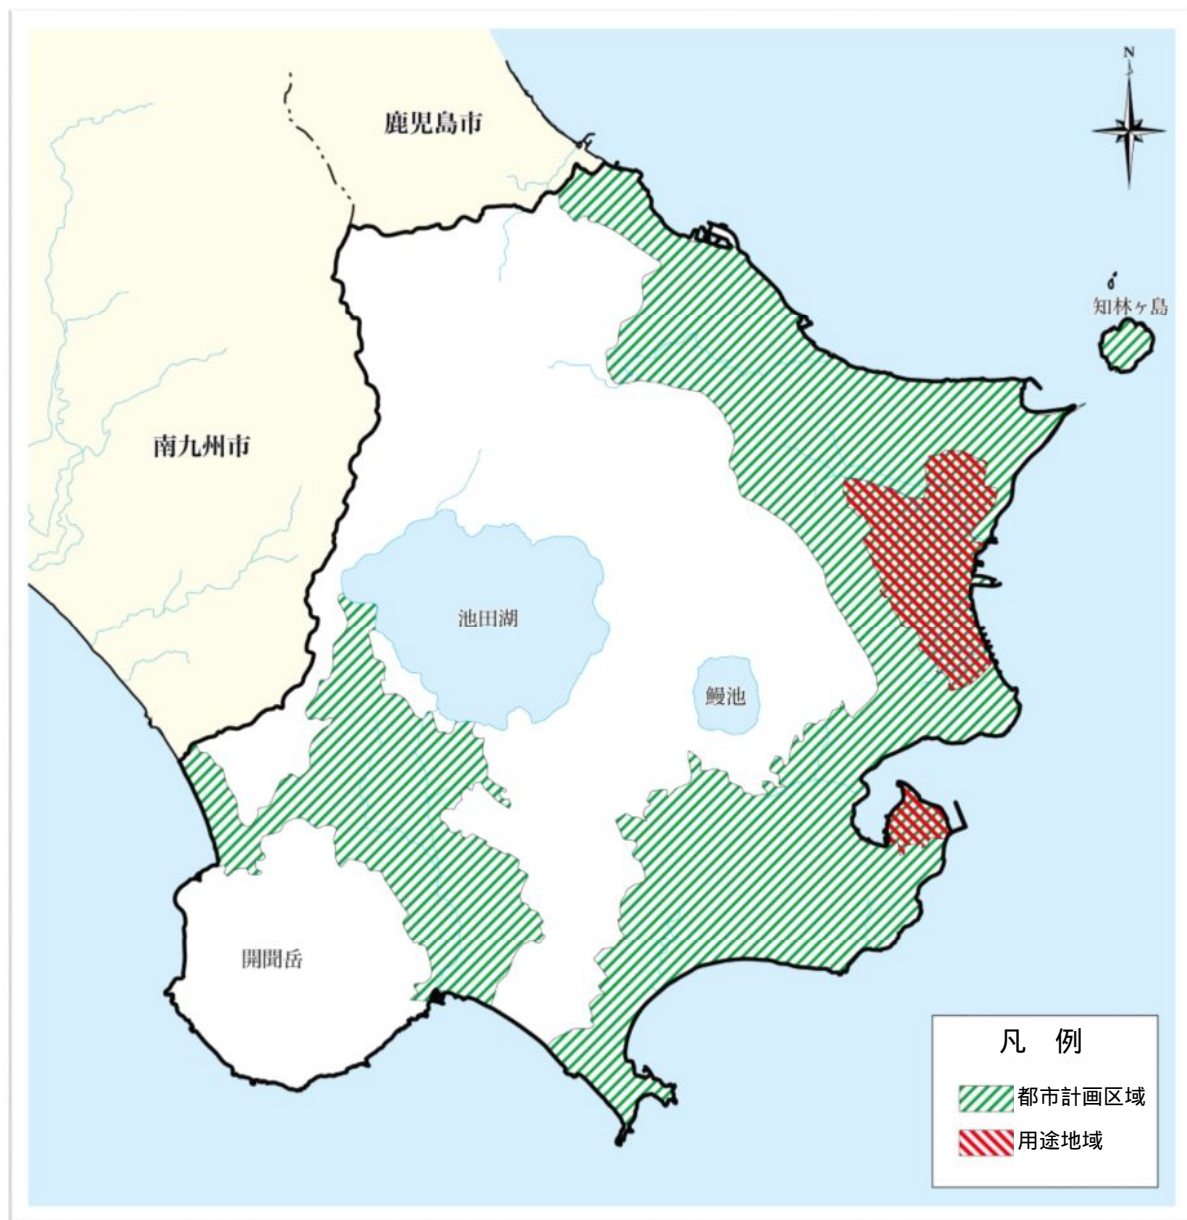 N
鹿児島市
知林ヶ島
南九州市
池田湖
鰻池
開聞岳
凡 例
都市計画区域
用途地域